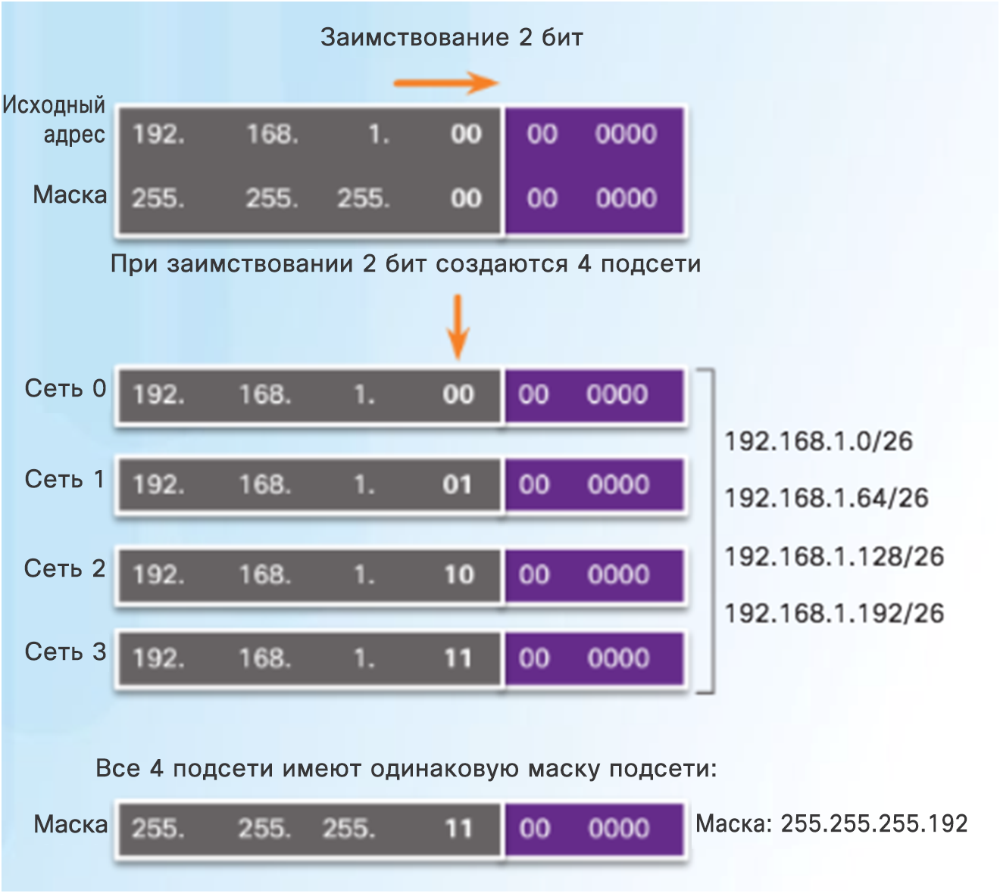 Заимствование 2 бит
Исходный
адрес
192. 168. 1. 00 00 0000
Маска 255. 255. 255. 00 00 0000
При заимствовании 2 бит создаются 4 подсети
Сеть 0 192. 168. 1. 00 00 0000
192.168.1.0/26
Сеть 1 192. 168. 1. 01 00 0000
192.168.1.64/26
Сеть 2 192. 168. 1. 10 00 0000
192.168.1.128/26
192.168.1.192/26
Сеть 3 192. 168. 1. 11 00 0000
Все 4 подсети имеют одинаковую маску подсети:
Маска 255. 255. 255. 11 00 0000 Маска: 255.255.255.192